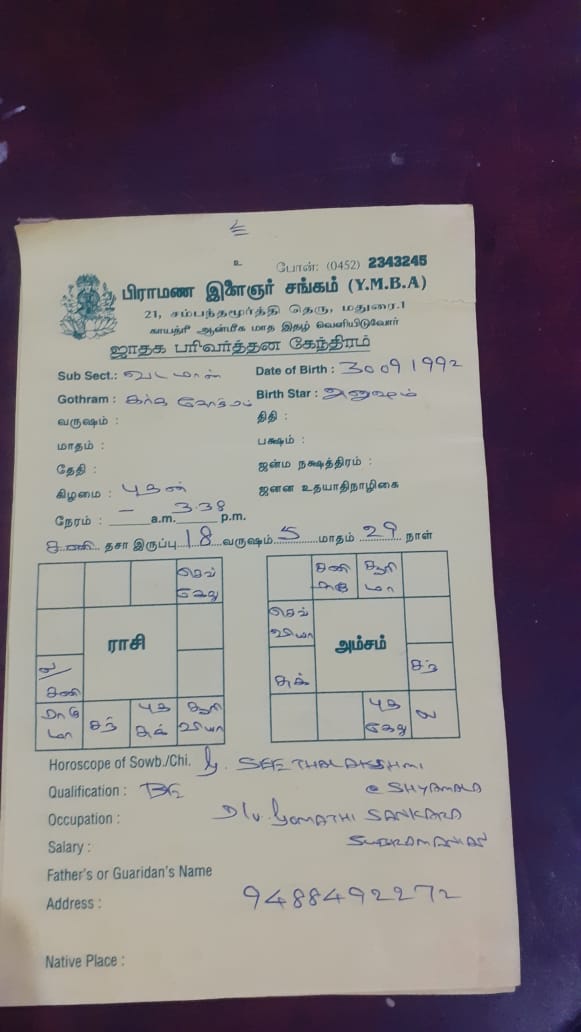 உ
போன்: (0452) 2343245
பிராமண இளைஞர் சங்கம் (Y.M.B.A)
21, சம்பந்தமூர்த்தி தெரு, மதுரை.1
காயத்ரீ ஆன்மீக மாத இதழ் வெளியிடுவோர்
ஜாதக பரிவர்த்தன கேந்திரம்
Sub Sect.: வடமாள் Date of Birth : 30 09 1992
Gothram : கார்க கோத்ரம் Birth Star : அனுஷம்
வருஷம் : திதி :
மாதம் : பக்ஷம் :
தேதி : ஜன்ம நக்ஷத்திரம் :
கிழமை : புதன் ஜனன உதயாதிநாழிகை
நேரம் : – a.m. 3.38 p.m.
சனி தசா இருப்பு 18 வருஷம் 5 மாதம் 29 நாள்
செவ் சனி சூரி
கேது மா
செவ்
வியா
ராசி அம்சம்
ல/ சுக் சந்
சனி
ராகு சந் புத சூரி புத ல
மா சுக் வியா கேது
Horoscope of Sowb./Chi. G. SEETHALAKSHMI
Qualification : BE @ SHYAMALA
Occupation : D/o. GOMATHI SANKARA
Salary : SUBRAMANIAN
Father's or Guaridan's Name
Address : 9488492272
Native Place :